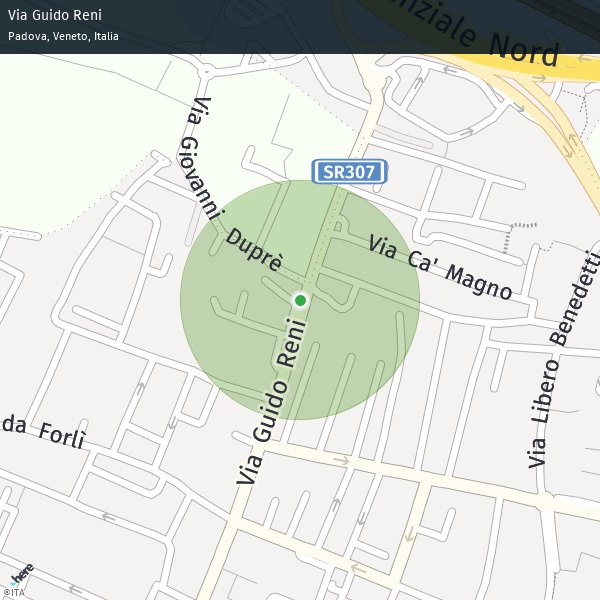 Via Guido Reni
Padova, Veneto, Italia
nziale Nord
Via Giovanni Duprè
SR307
Via Ca' Magno
Via Libero Benedetti
Via Guido Reni
da Forlì
here
©ITA